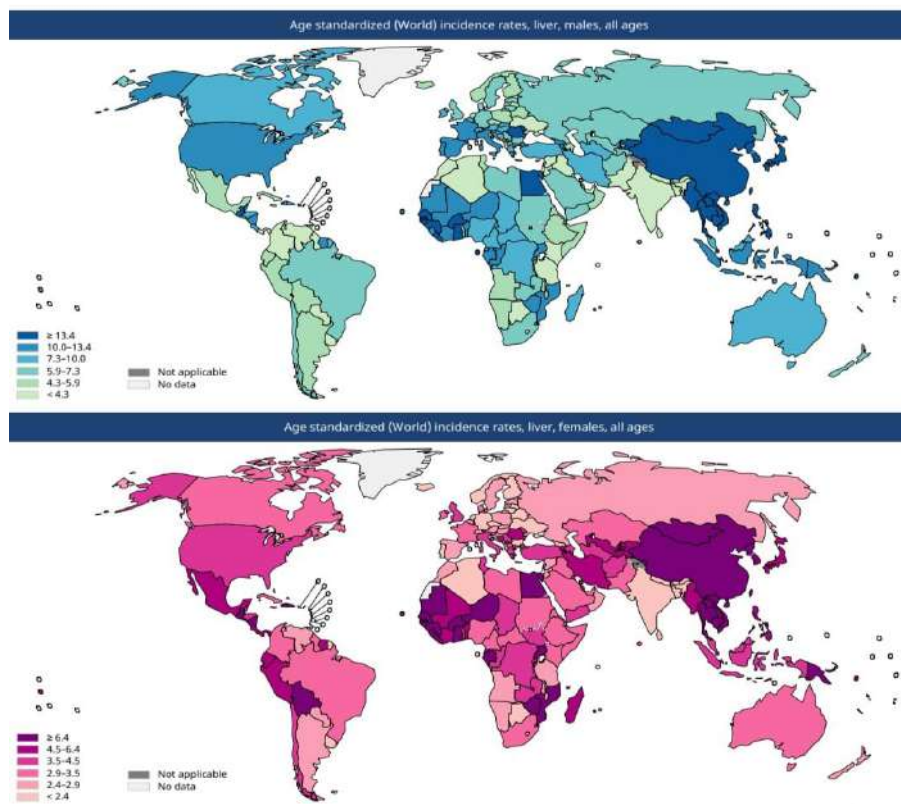 Age standardized (World) incidence rates, liver, males, all ages
≥ 13.4
10.0–13.4
7.3–10.0
5.9–7.3
4.3–5.9
< 4.3
Not applicable
No data
Age standardized (World) incidence rates, liver, females, all ages
≥ 6.4
4.5–6.4
3.5–4.5
2.9–3.5
2.4–2.9
< 2.4
Not applicable
No data